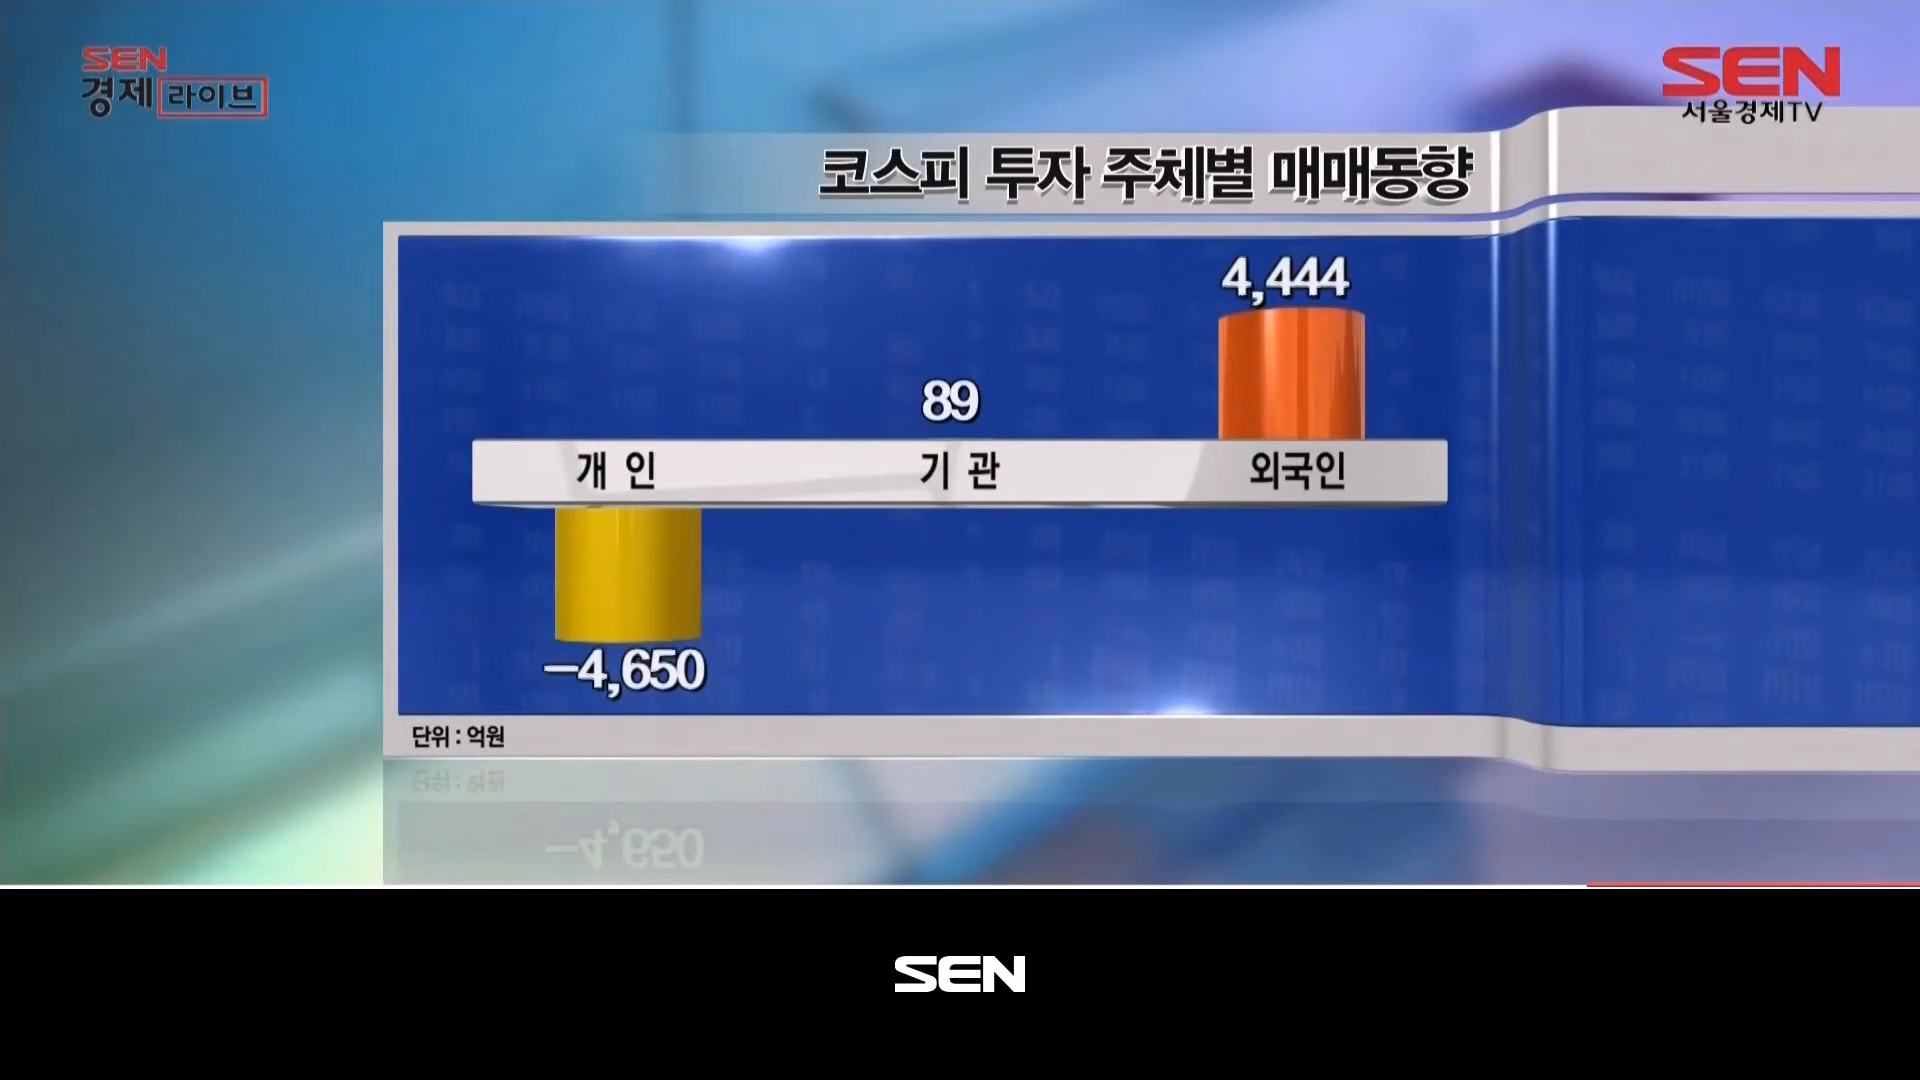 SEN
경제 라이브
SEN
서울경제TV
코스피 투자 주체별 매매동향
4,444
89
개 인 기 관 외국인
-4,650
단위 : 억원
SEN